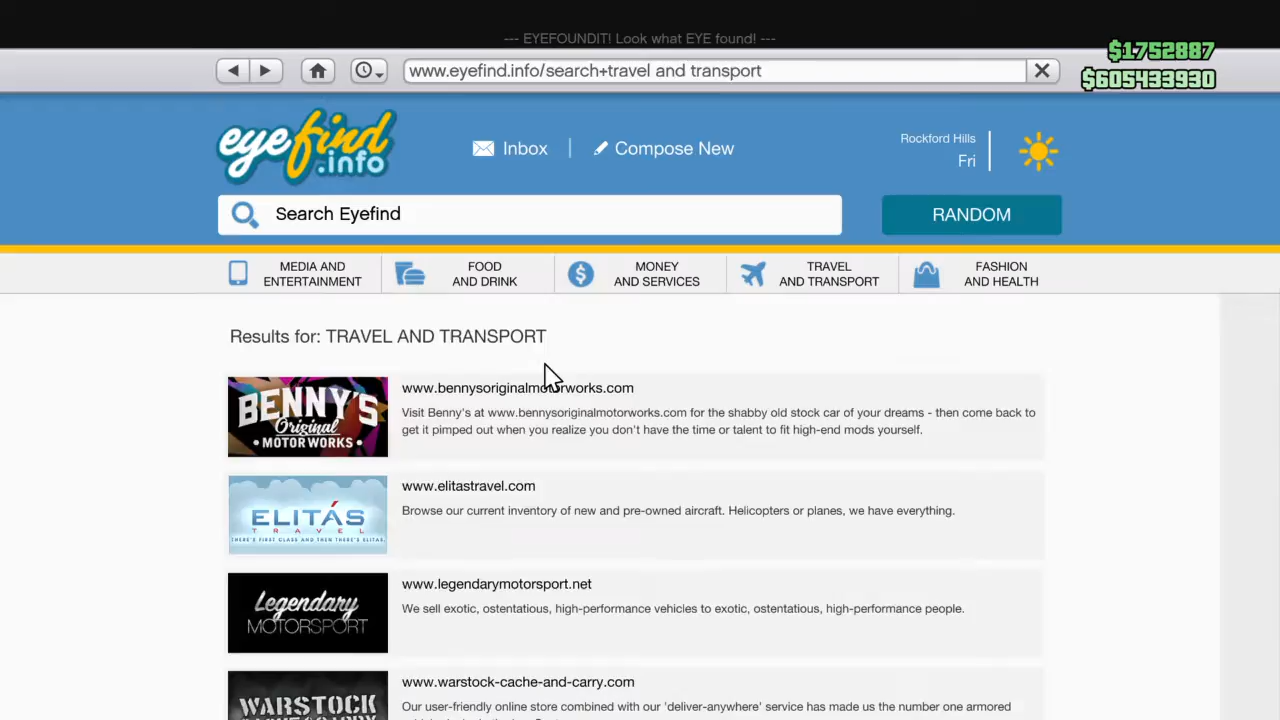 --- EYEFOUNDIT! Look what EYE found! ---
$1752887
www.eyefind.info/search+travel and transport
$605433930
eyefind
.info
Inbox
Compose New
Rockford Hills
Fri
Search Eyefind
RANDOM
MEDIA AND
ENTERTAINMENT
FOOD
AND DRINK
MONEY
AND SERVICES
TRAVEL
AND TRANSPORT
FASHION
AND HEALTH
Results for: TRAVEL AND TRANSPORT
BENNY'S
Original
• MOTOR WORKS •
www.bennysoriginalmotorworks.com
Visit Benny's at www.bennysoriginalmotorworks.com for the shabby old stock car of your dreams - then come back to
get it pimped out when you realize you don't have the time or talent to fit high-end mods yourself.
ELITÁS
TRAVEL
THERE'S FIRST CLASS AND THEN THERE'S ELITAS.
www.elitastravel.com
Browse our current inventory of new and pre-owned aircraft. Helicopters or planes, we have everything.
Legendary
MOTORSPORT
www.legendarymotorsport.net
We sell exotic, ostentatious, high-performance vehicles to exotic, ostentatious, high-performance people.
WARSTOCK
www.warstock-cache-and-carry.com
Our user-friendly online store combined with our 'deliver-anywhere' service has made us the number one armored